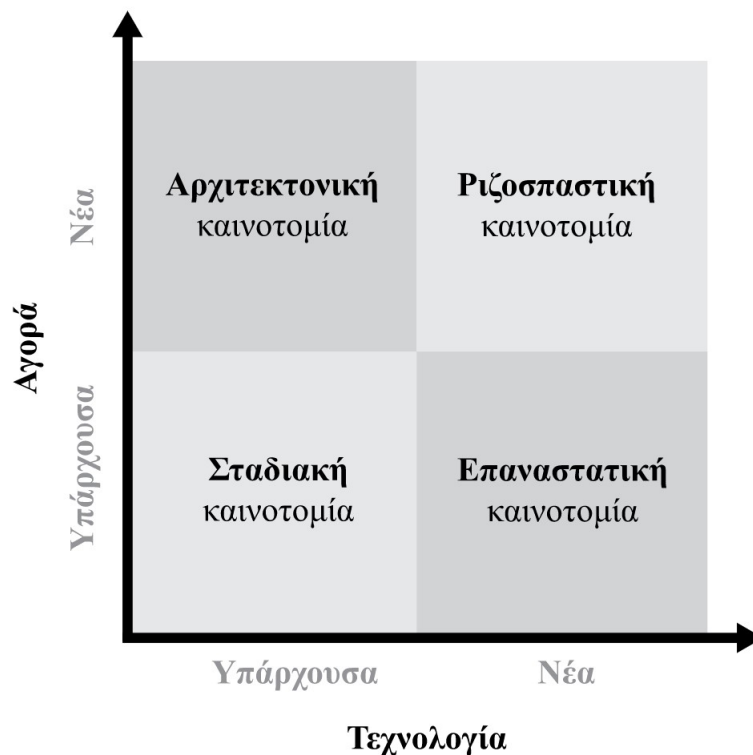 Αρχιτεκτονική
καινοτομία
Ριζοσπαστική
καινοτομία
Σταδιακή
καινοτομία
Επαναστατική
καινοτομία
Αγορά
Νέα
Υπάρχουσα
Υπάρχουσα
Νέα
Τεχνολογία